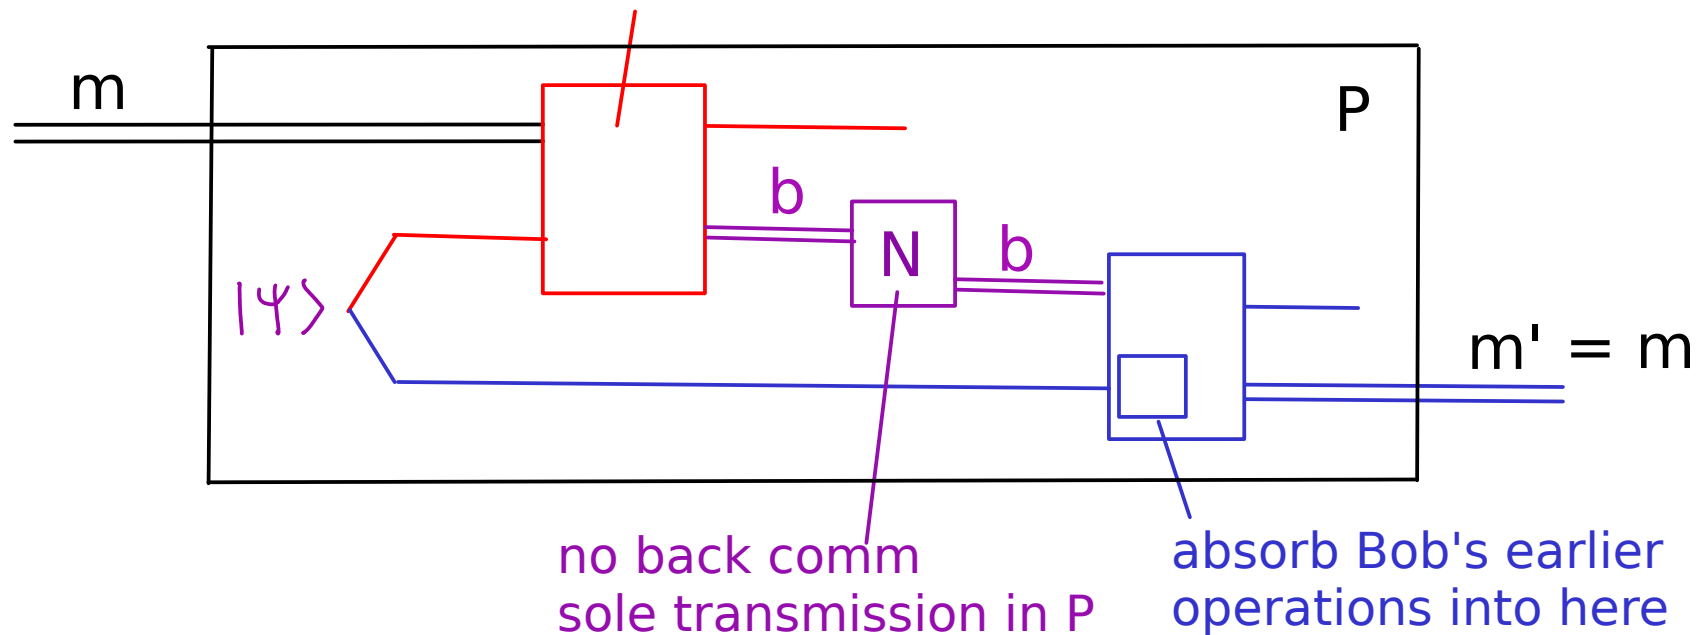 m
P
b
N
b
|ψ⟩
m' = m
no back comm
sole transmission in P
absorb Bob's earlier
operations into here